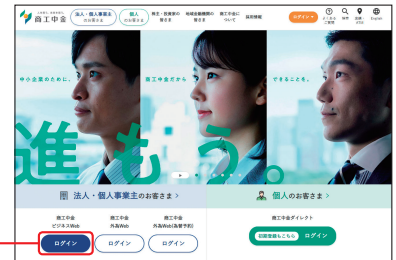 商工中金
法人・個人事業主
のお客さま
個人
のお客さま
株主・投資家の
皆さま
地域金融機関の
皆さま
商工中金に
ついて
採用情報
ログイン
よくある
ご質問
検索
店舗・
ATM
English
中小企業のために、
商工中金だから
できることを。
進もう。
法人・個人事業主のお客さま >
個人のお客さま >
商工中金
ビジネスWeb
商工中金
外為Web
商工中金
外為Web(為替予約)
商工中金ダイレクト
ログイン
ログイン
ログイン
初期登録もこちら ログイン